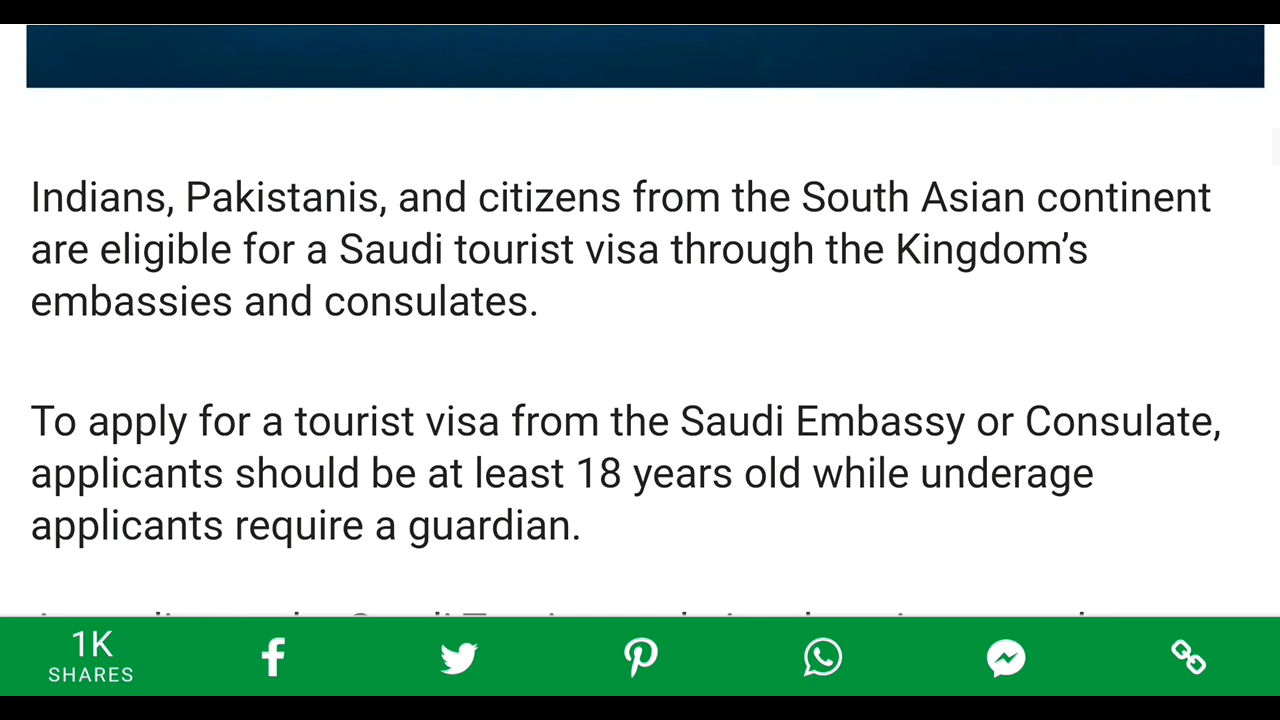 Indians, Pakistanis, and citizens from the South Asian continent
are eligible for a Saudi tourist visa through the Kingdom’s
embassies and consulates.
To apply for a tourist visa from the Saudi Embassy or Consulate,
applicants should be at least 18 years old while underage
applicants require a guardian.
1K
SHARES